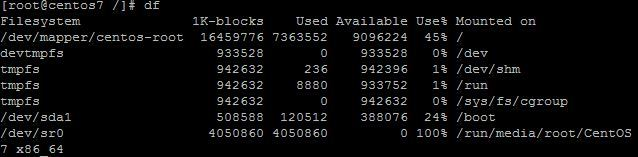 [root@centos7 /]# df
Filesystem 1K-blocks Used Available Use% Mounted on
/dev/mapper/centos-root 16459776 7363552 9096224 45% /
devtmpfs 933528 0 933528 0% /dev
tmpfs 942632 236 942396 1% /dev/shm
tmpfs 942632 8880 933752 1% /run
tmpfs 942632 0 942632 0% /sys/fs/cgroup
/dev/sda1 508588 120512 388076 24% /boot
/dev/sr0 4050860 4050860 0 100% /run/media/root/CentOS
7 x86_64